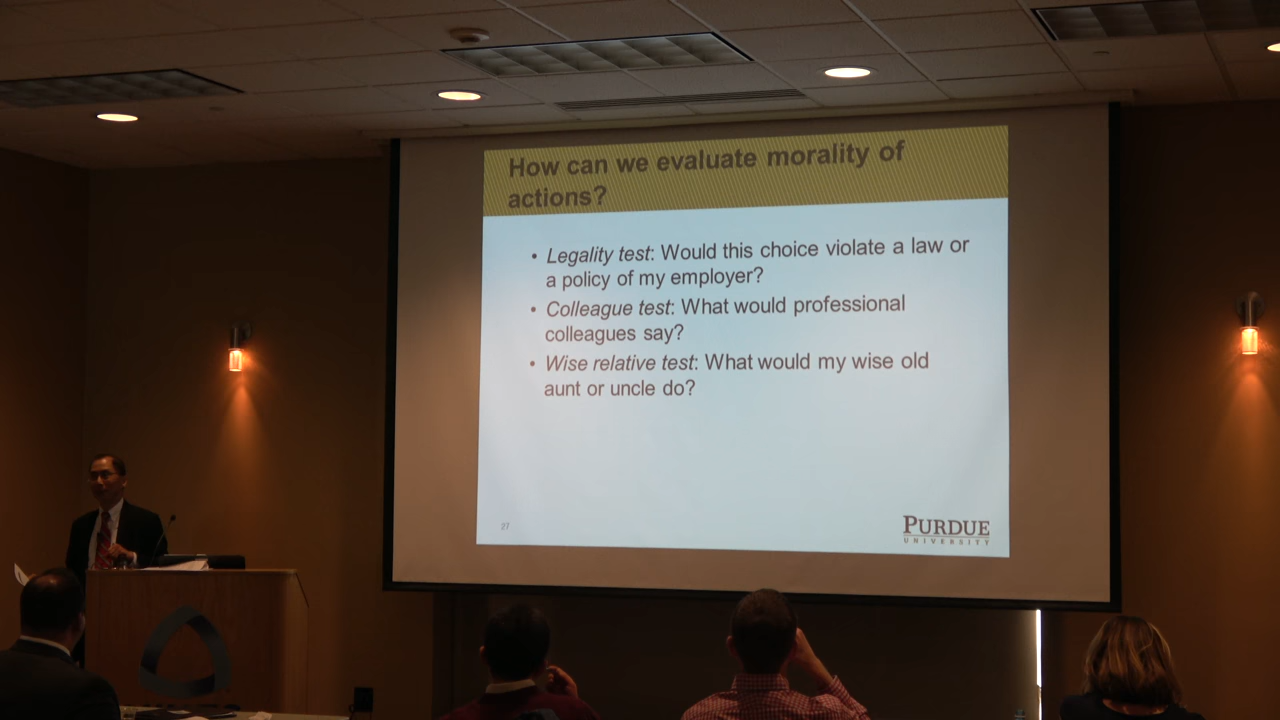 How can we evaluate morality of
actions?
• Legality test: Would this choice violate a law or
a policy of my employer?
• Colleague test: What would professional
colleagues say?
• Wise relative test: What would my wise old
aunt or uncle do?
27
PURDUE
UNIVERSITY